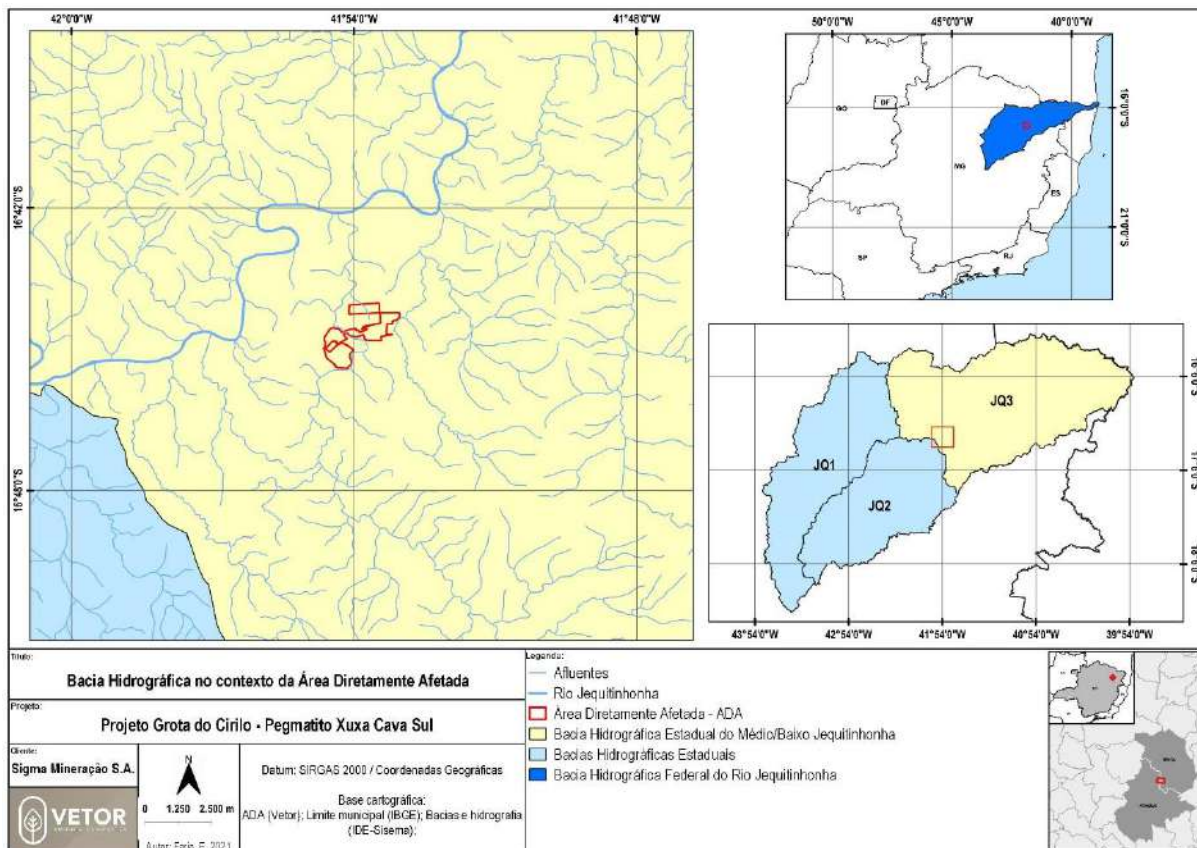 42°0'0"W
41°54'0"W
41°48'0"W
16°42'0"S
16°48'0"S
50°0'0"W
45°0'0"W
40°0'0"W
16°0'0"S
21°0'0"S
GO
DF
MG
ES
SP
RJ
JQ3
JQ1
JQ2
43°54'0"W
42°54'0"W
41°54'0"W
40°54'0"W
39°54'0"W
Título:
Bacia Hidrográfica no contexto da Área Diretamente Afetada
Projeto:
Projeto Grota do Cirilo - Pegmatito Xuxa Cava Sul
Cliente:
Sigma Mineração S.A.
VETOR
N
0 1.250 2.500 m
Autor: Faria, E. 2021
Datum: SIRGAS 2000 / Coordenadas Geográficas
Base cartográfica:
ADA (Vetor); Limite municipal (IBGE); Bacias e hidrografia
(IDE-Sisema);
Legenda:
Afluentes
Rio Jequitinhonha
Área Diretamente Afetada - ADA
Bacia Hidrográfica Estadual do Médio/Baixo Jequitinhonha
Bacias Hidrográficas Estaduais
Bacia Hidrográfica Federal do Rio Jequitinhonha